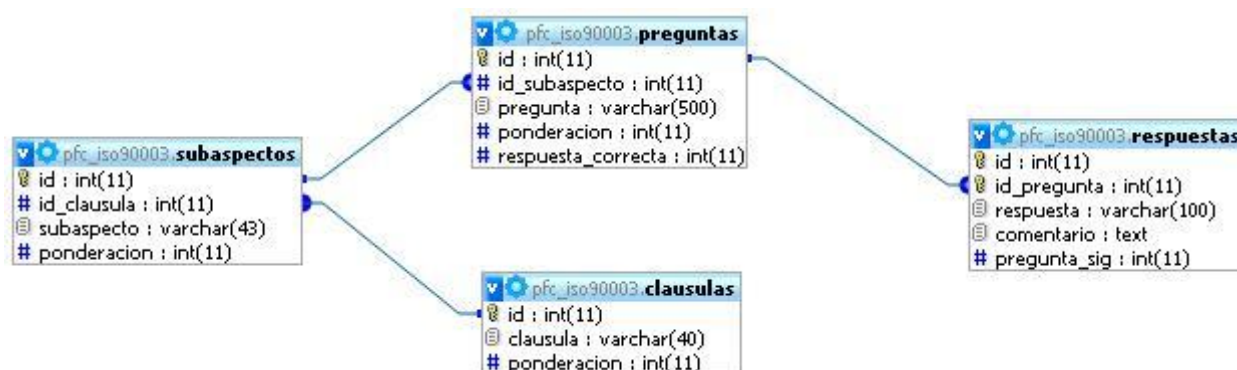 pfc_iso90003.preguntas
id : int(11)
# id_subaspecto : int(11)
pregunta : varchar(500)
# ponderacion : int(11)
# respuesta_correcta : int(11)
pfc_iso90003.subaspectos
id : int(11)
# id_clausula : int(11)
subaspecto : varchar(43)
# ponderacion : int(11)
pfc_iso90003.respuestas
id : int(11)
id_pregunta : int(11)
respuesta : varchar(100)
comentario : text
# pregunta_sig : int(11)
pfc_iso90003.clausulas
id : int(11)
clausula : varchar(40)
# ponderacion : int(11)